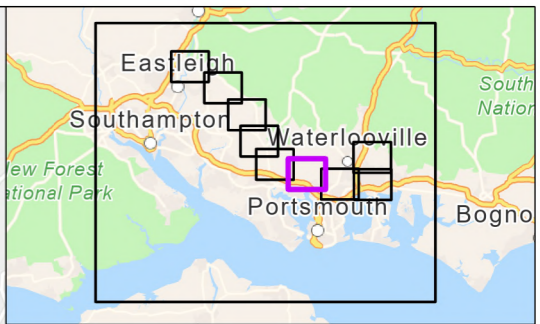 Eastleigh
South
Nation
Southampton
Waterlooville
New Forest
ational Park
Portsmouth
Bogno